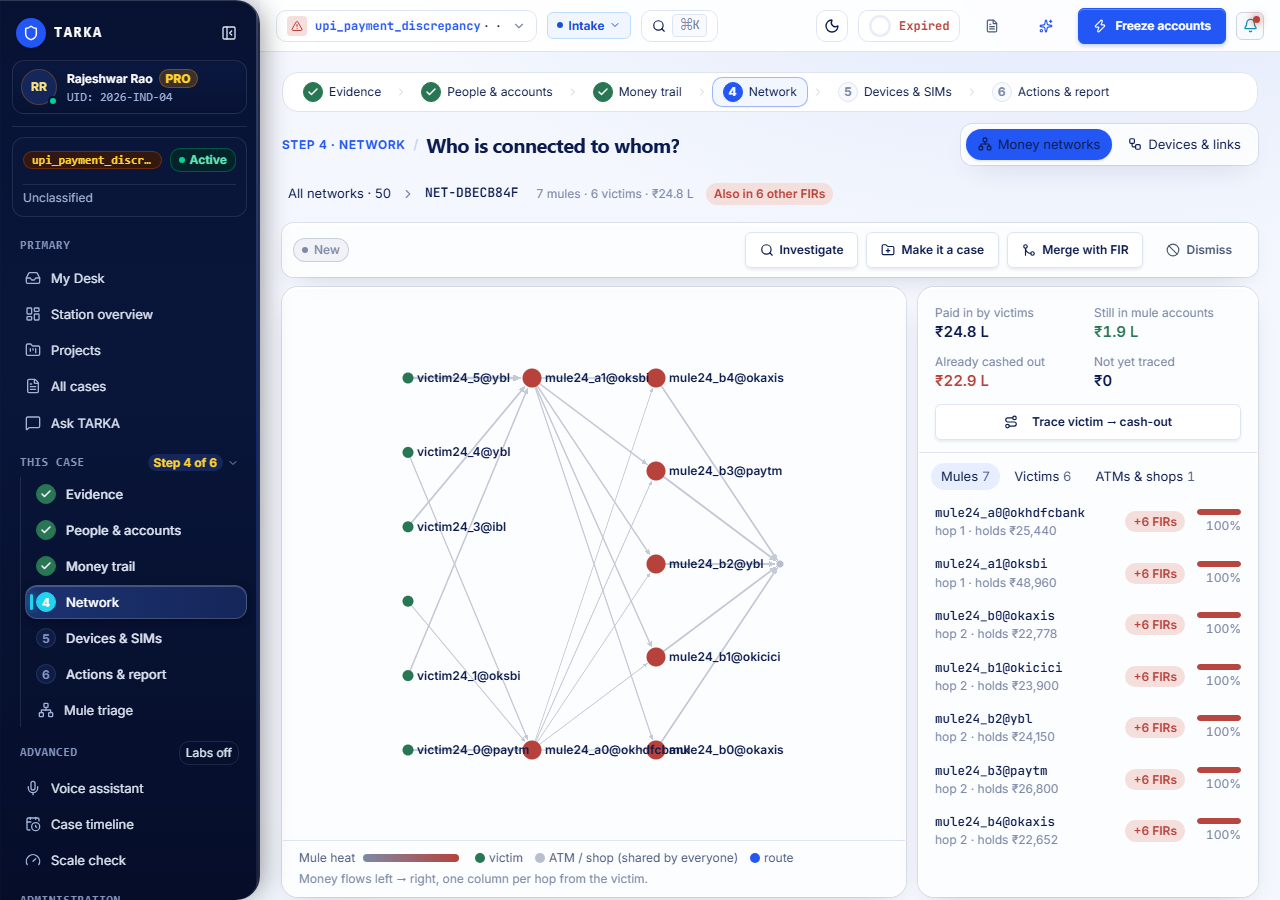 TARKA
RR
Rajeshwar Rao PRO
UID: 2026-IND-04
upi_payment_discr… Active
Unclassified
PRIMARY
My Desk
Station overview
Projects
All cases
Ask TARKA
THIS CASE Step 4 of 6
Evidence
People & accounts
Money trail
4 Network
5 Devices & SIMs
6 Actions & report
Mule triage
ADVANCED Labs off
Voice assistant
Case timeline
Scale check
ADMINISTRATION
upi_payment_discrepancy · · Intake ⌘K Expired Freeze accounts
Evidence People & accounts Money trail 4 Network 5 Devices & SIMs 6 Actions & report
STEP 4 · NETWORK / Who is connected to whom? Money networks Devices & links
All networks · 50 NET-DBECB84F 7 mules · 6 victims · ₹24.8 L Also in 6 other FIRs
New Investigate Make it a case Merge with FIR Dismiss
victim24_5@ybl mule24_a1@oksbi mule24_b4@okaxis
victim24_4@ybl
mule24_b3@paytm
victim24_3@ibl
mule24_b2@ybl
mule24_b1@okicici
victim24_1@oksbi
victim24_0@paytm mule24_a0@okhdfcbank mule24_b0@okaxis
Mule heat victim ATM / shop (shared by everyone) route
Money flows left → right, one column per hop from the victim.
Paid in by victims Still in mule accounts
₹24.8 L ₹1.9 L
Already cashed out Not yet traced
₹22.9 L ₹0
Trace victim → cash-out
Mules 7 Victims 6 ATMs & shops 1
mule24_a0@okhdfcbank
hop 1 · holds ₹25,440 +6 FIRs 100%
mule24_a1@oksbi
hop 1 · holds ₹48,960 +6 FIRs 100%
mule24_b0@okaxis
hop 2 · holds ₹22,778 +6 FIRs 100%
mule24_b1@okicici
hop 2 · holds ₹23,900 +6 FIRs 100%
mule24_b2@ybl
hop 2 · holds ₹24,150 +6 FIRs 100%
mule24_b3@paytm
hop 2 · holds ₹26,800 +6 FIRs 100%
mule24_b4@okaxis
hop 2 · holds ₹22,652 +6 FIRs 100%